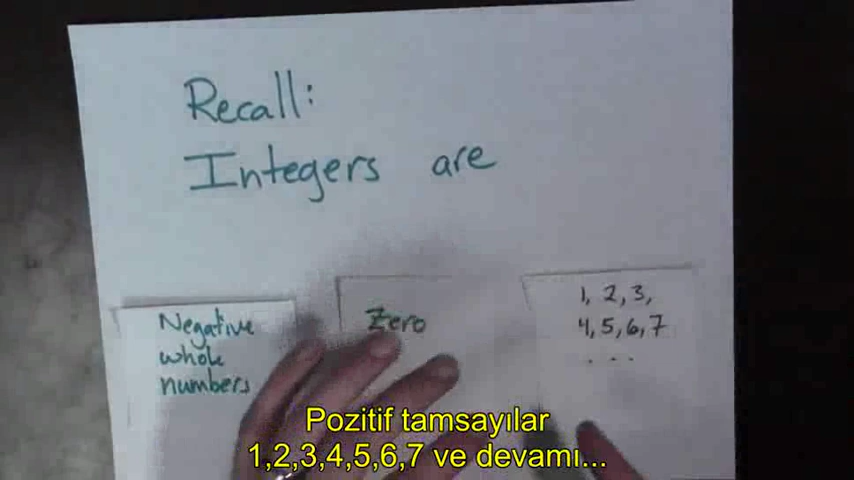 Recall:
Integers are
Negative
whole
numbers
Zero
1, 2, 3,
4, 5, 6, 7
...
Pozitif tamsayılar
1,2,3,4,5,6,7 ve devamı...